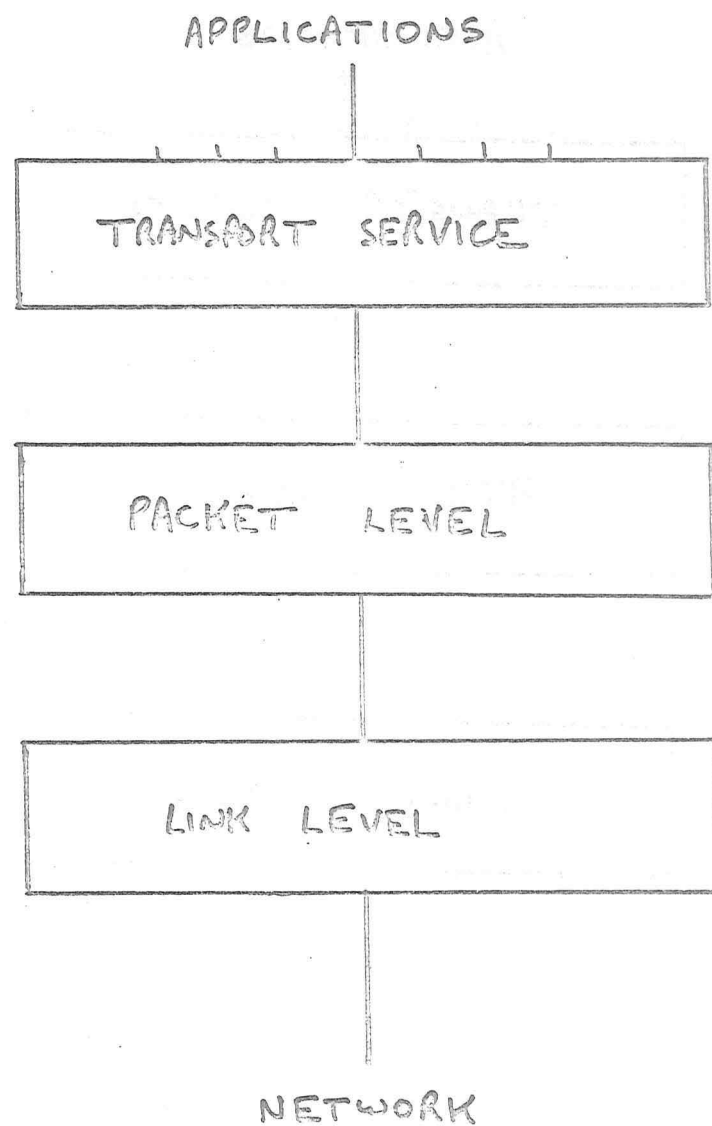 APPLICATIONS
TRANSPORT SERVICE
PACKET LEVEL
LINK LEVEL
NETWORK